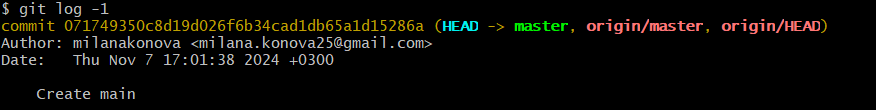 $ git log -1
commit 071749350c8d19d026f6b34cad1db65a1d15286a (HEAD -> master, origin/master, origin/HEAD)
Author: milanakonova <milana.konova25@gmail.com>
Date:   Thu Nov 7 17:01:38 2024 +0300
    Create main